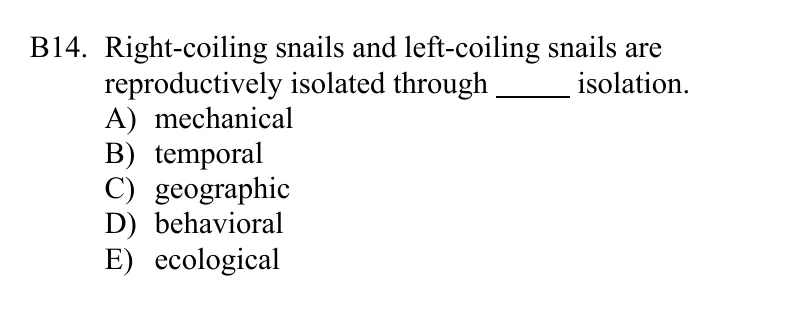 B14. Right-coiling snails and left-coiling snails are
reproductively isolated through _____ isolation.
A) mechanical
B) temporal
C) geographic
D) behavioral
E) ecological